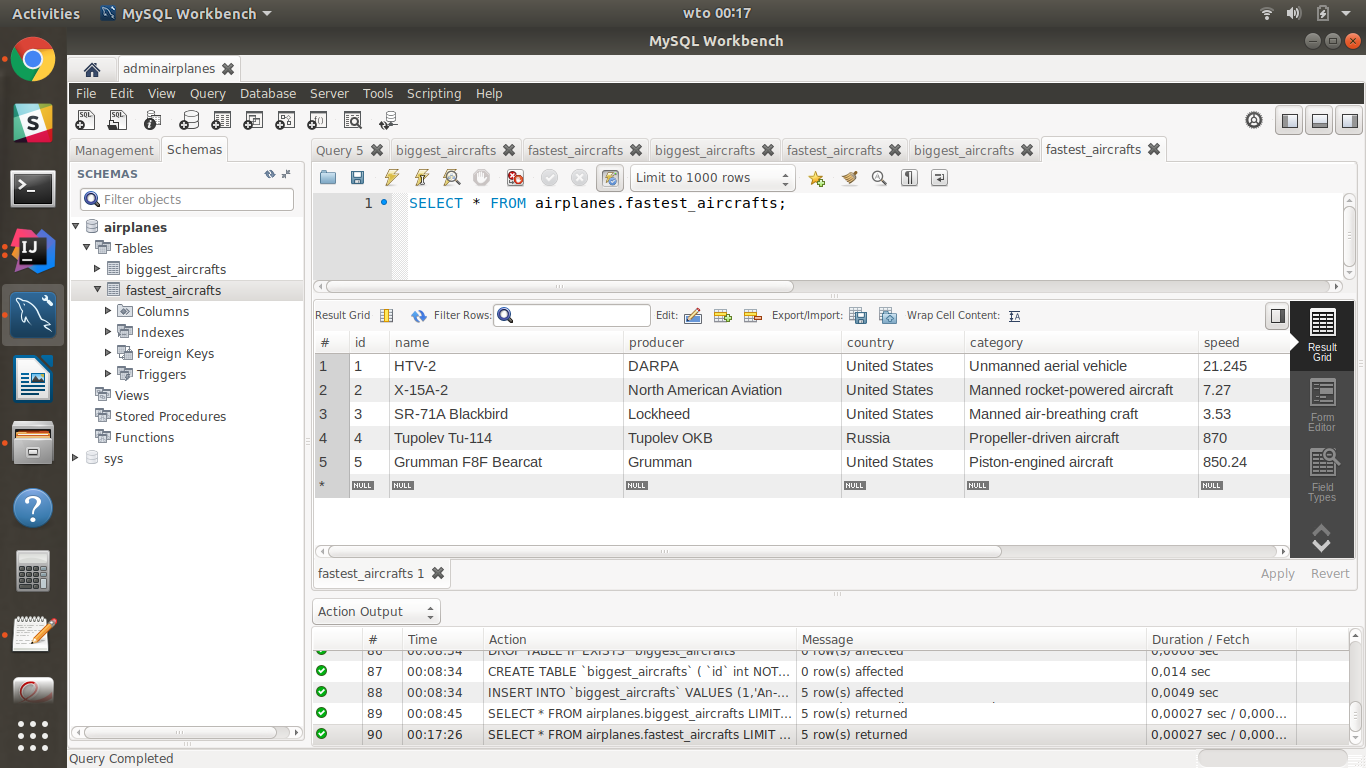 Activities MySQL Workbench wto 00:17
MySQL Workbench
adminairplanes
File Edit View Query Database Server Tools Scripting Help
Management Schemas Query 5 biggest_aircrafts fastest_aircrafts biggest_aircrafts fastest_aircrafts biggest_aircrafts fastest_aircrafts
SCHEMAS
Limit to 1000 rows
Filter objects
1 SELECT * FROM airplanes.fastest_aircrafts;
airplanes
Tables
biggest_aircrafts
fastest_aircrafts
Columns
Indexes
Foreign Keys
Triggers
Views
Stored Procedures
Functions
sys
Result Grid Filter Rows: Edit: Export/Import: Wrap Cell Content:
# id name producer country category speed
1 1 HTV-2 DARPA United States Unmanned aerial vehicle 21.245
2 2 X-15A-2 North American Aviation United States Manned rocket-powered aircraft 7.27
3 3 SR-71A Blackbird Lockheed United States Manned air-breathing craft 3.53
4 4 Tupolev Tu-114 Tupolev OKB Russia Propeller-driven aircraft 870
5 5 Grumman F8F Bearcat Grumman United States Piston-engined aircraft 850.24
* NULL NULL NULL NULL NULL NULL
Result
Grid
Form
Editor
Field
Types
fastest_aircrafts 1 Apply Revert
Action Output
# Time Action Message Duration / Fetch
86 00:08:34 DROP TABLE IF EXISTS `biggest_aircrafts` 0 row(s) affected 0,0068 sec
87 00:08:34 CREATE TABLE `biggest_aircrafts` ( `id` int NOT... 0 row(s) affected 0,014 sec
88 00:08:34 INSERT INTO `biggest_aircrafts` VALUES (1,'An-... 5 row(s) affected 0,0049 sec
89 00:08:45 SELECT * FROM airplanes.biggest_aircrafts LIMIT... 5 row(s) returned 0,00027 sec / 0,000...
90 00:17:26 SELECT * FROM airplanes.fastest_aircrafts LIMIT ... 5 row(s) returned 0,00027 sec / 0,000...
Query Completed